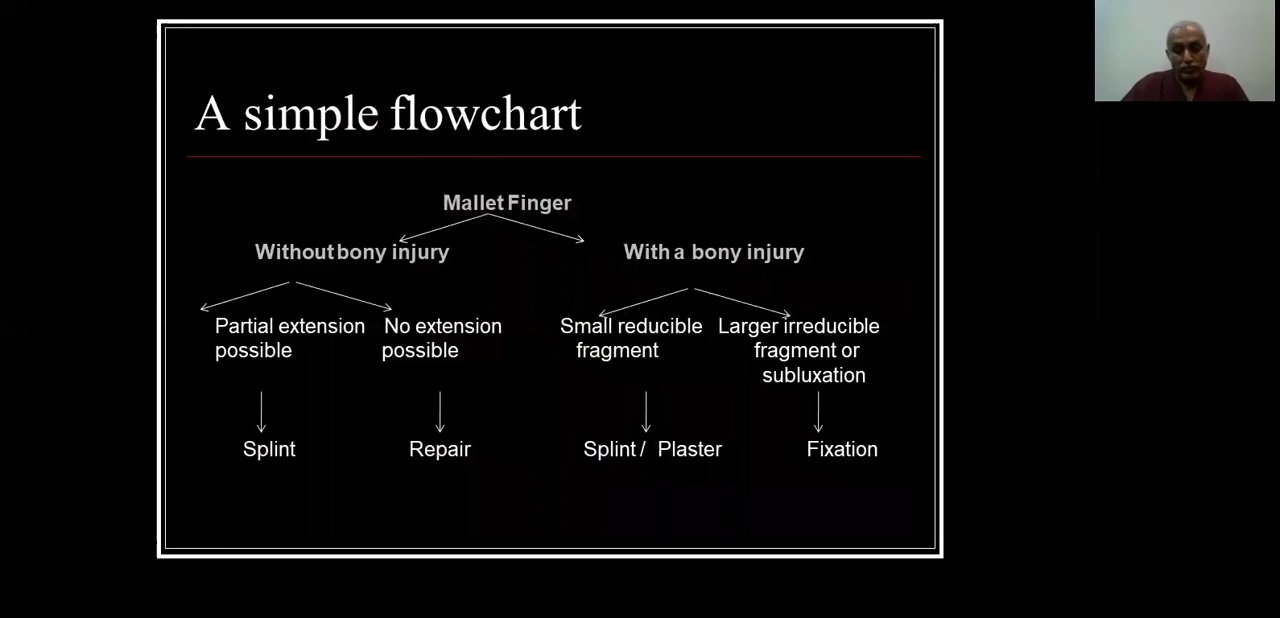 A simple flowchart
Mallet Finger
Without bony injury
With a bony injury
Partial extension
possible
No extension
possible
Small reducible
fragment
Larger irreducible
fragment or
subluxation
Splint
Repair
Splint / Plaster
Fixation